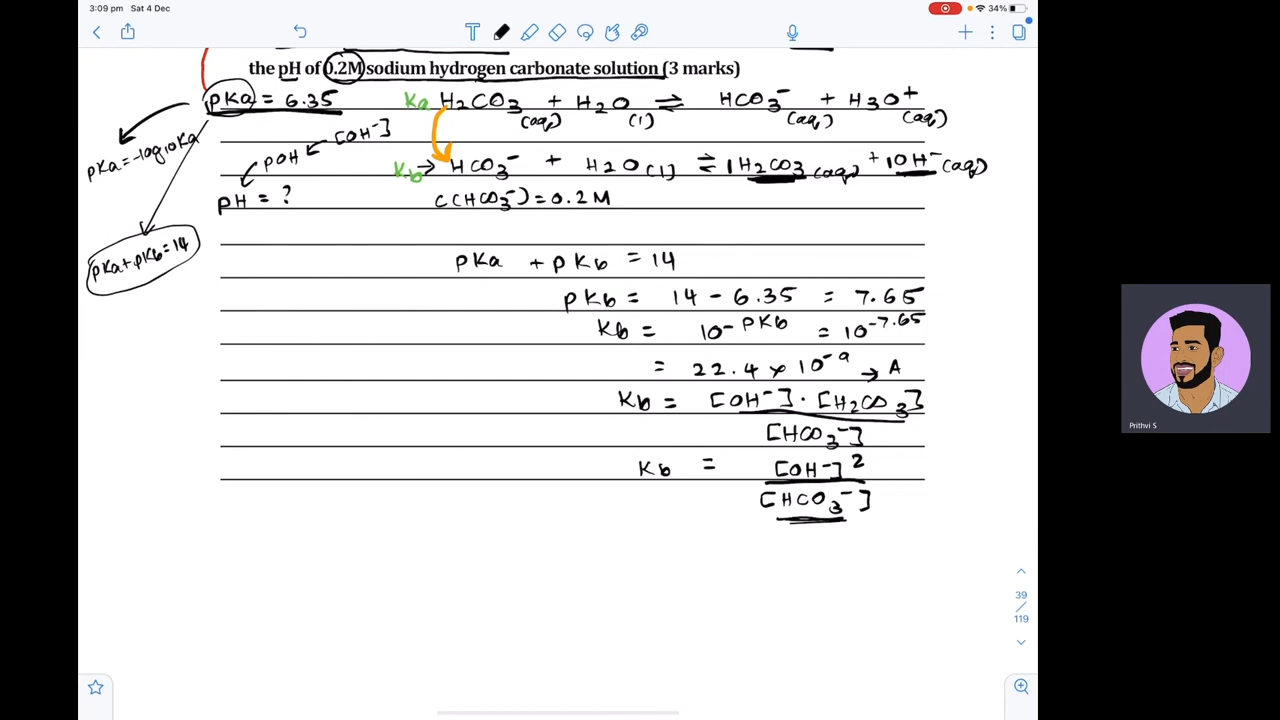 3:09 pm Sat 4 Dec
34%
the pH of 0.2M sodium hydrogen carbonate solution (3 marks)
pKa = 6.35
Ka H2CO3 (aq) + H2O (l) ⇌ HCO3⁻ (aq) + H3O⁺ (aq)
pKa = -log10Ka
pOH ← [OH⁻]
Kb → HCO3⁻ + H2O (l) ⇌ 1H2CO3 (aq) + 1OH⁻ (aq)
pH = ?
C(HCO3⁻) = 0.2M
pKa + pKb = 14
pKa + pKb = 14
pKb = 14 - 6.35 = 7.65
Kb = 10^-pKb = 10^-7.65
= 22.4 × 10⁻⁹ → A
Kb = [OH⁻] · [H2CO3]
[HCO3⁻]
Kb = [OH⁻]²
[HCO3⁻]
Prithvi S
39
/
119